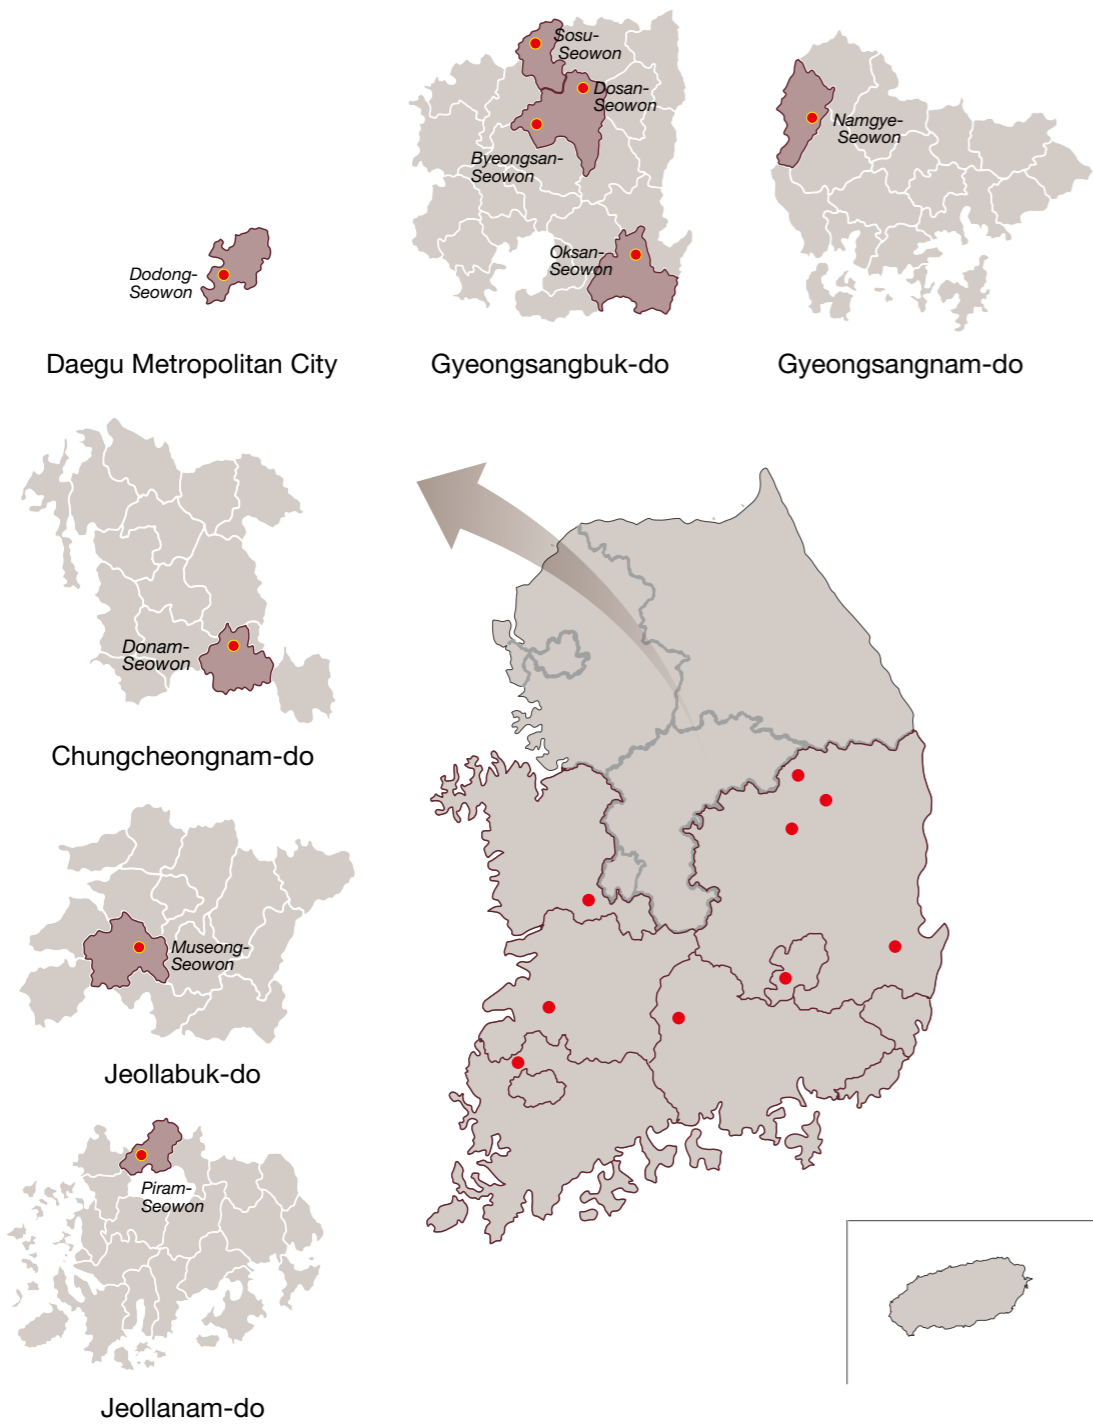 Sosu-
Seowon
Dosan-
Seowon
Byeongsan-
Seowon
Oksan-
Seowon
Namgye-
Seowon
Dodong-
Seowon
Daegu Metropolitan City
Gyeongsangbuk-do
Gyeongsangnam-do
Donam-
Seowon
Chungcheongnam-do
Museong-
Seowon
Jeollabuk-do
Piram-
Seowon
Jeollanam-do